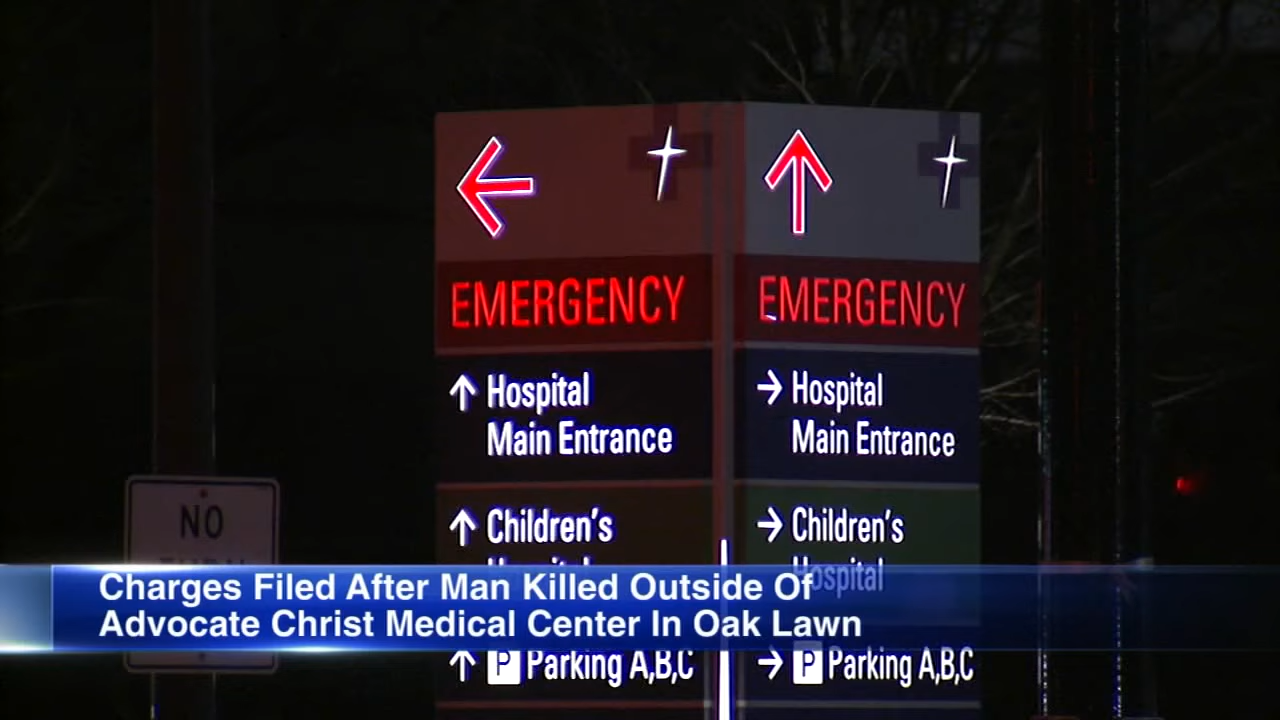 EMERGENCY
Hospital
Main Entrance
Children's
Parking A,B,C
EMERGENCY
Hospital
Main Entrance
Children's
Hospital
Parking A,B,C
NO
Charges Filed After Man Killed Outside Of
Advocate Christ Medical Center In Oak Lawn